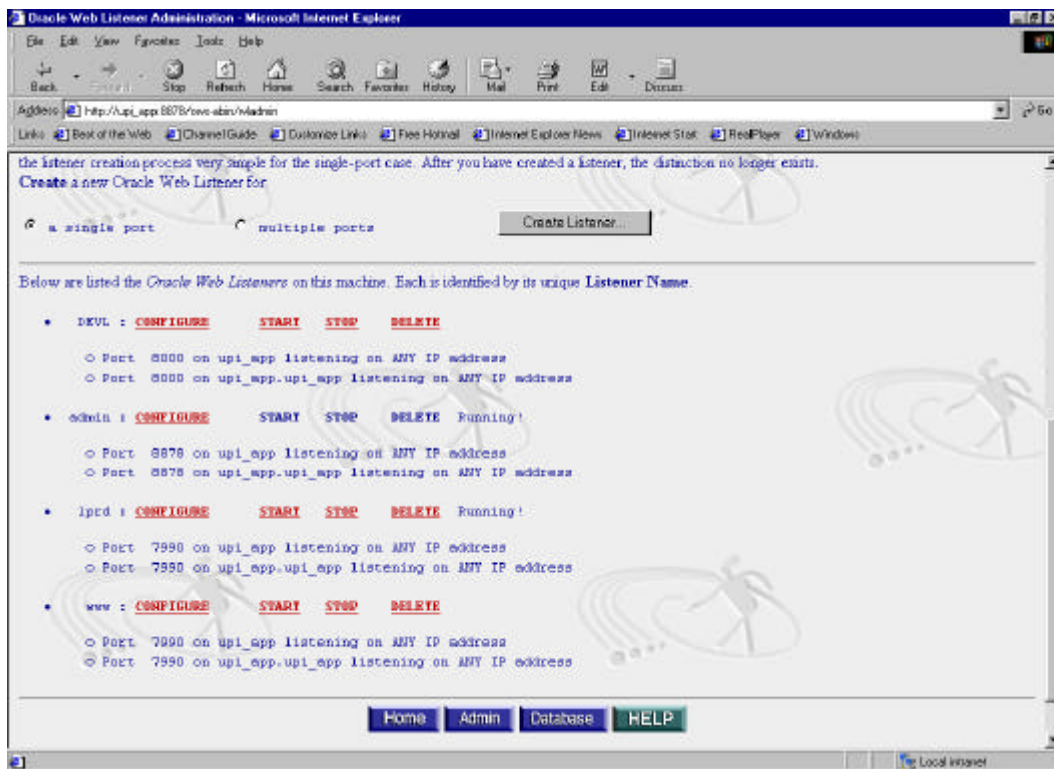 Oracle Web Listener Administration - Microsoft Internet Explorer
File Edit View Favorites Tools Help
Back Forward Stop Refresh Home Search Favorites History Mail Print Edit Discuss
Address http://upi_app:8878/ows-abin/wladmin Go
Links Best of the Web Channel Guide Customize Links Free Hotmail Internet Explorer News Internet Start RealPlayer Windows
the listener creation process very simple for the single-port case. After you have created a listener, the distinction no longer exists.
Create a new Oracle Web Listener for
a single port multiple ports Create Listener...
Below are listed the Oracle Web Listeners on this machine. Each is identified by its unique Listener Name.
DEVL : CONFIGURE START STOP DELETE
Port 8000 on upi_app listening on ANY IP address
Port 8000 on upi_app.upi_app listening on ANY IP address
admin : CONFIGURE START STOP DELETE Running!
Port 8878 on upi_app listening on ANY IP address
Port 8878 on upi_app.upi_app listening on ANY IP address
lprd : CONFIGURE START STOP DELETE Running!
Port 7990 on upi_app listening on ANY IP address
Port 7990 on upi_app.upi_app listening on ANY IP address
www : CONFIGURE START STOP DELETE
Port 7990 on upi_app listening on ANY IP address
Port 7990 on upi_app.upi_app listening on ANY IP address
Home Admin Database HELP
Local intranet